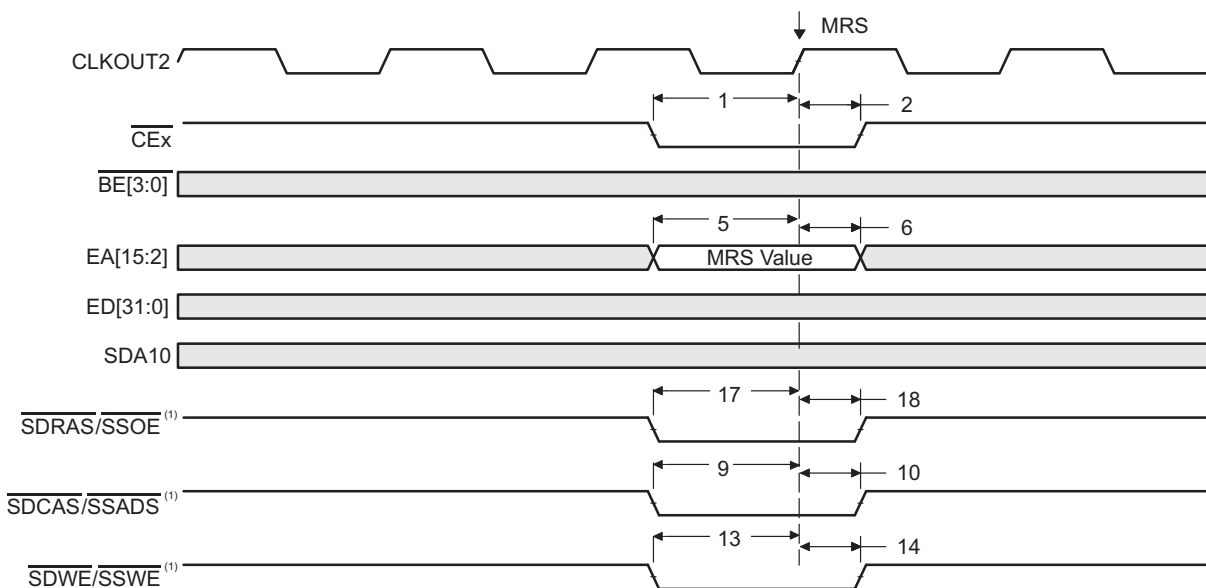 MRS
CLKOUT2
1 2
CEx
BE[3:0]
5 6
EA[15:2] MRS Value
ED[31:0]
SDA10
17 18
SDRAS/SSOE (1)
9 10
SDCAS/SSADS (1)
13 14
SDWE/SSWE (1)